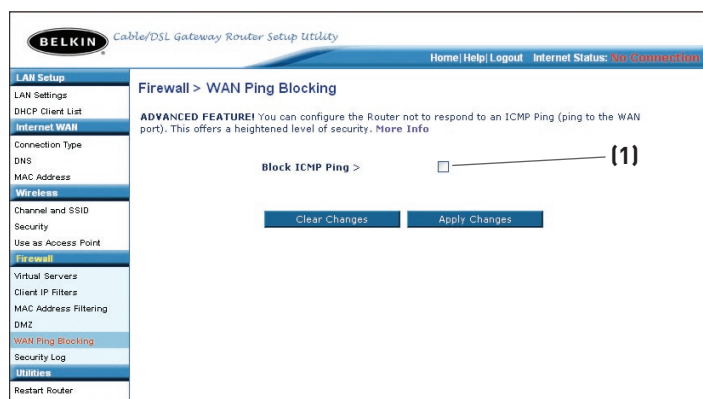 BELKIN
Cable/DSL Gateway Router Setup Utility
Home| Help| Logout Internet Status: No Connection
LAN Setup
LAN Settings
DHCP Client List
Internet WAN
Connection Type
DNS
MAC Address
Wireless
Channel and SSID
Security
Use as Access Point
Firewall
Virtual Servers
Client IP Filters
MAC Address Filtering
DMZ
WAN Ping Blocking
Security Log
Utilities
Restart Router
Firewall > WAN Ping Blocking
ADVANCED FEATURE! You can configure the Router not to respond to an ICMP Ping (ping to the WAN
port). This offers a heightened level of security. More Info
Block ICMP Ping >
(1)
Clear Changes Apply Changes